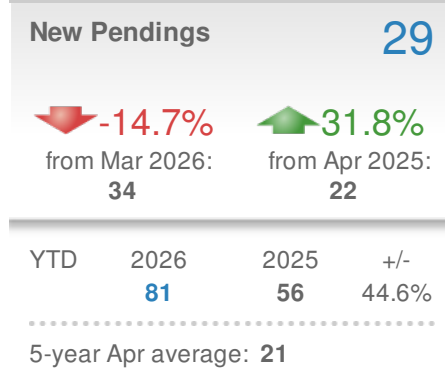 New Pendings 29
-14.7% 31.8%
from Mar 2026: from Apr 2025:
34 22
YTD 2026 2025 +/-
81 56 44.6%
5-year Apr average: 21